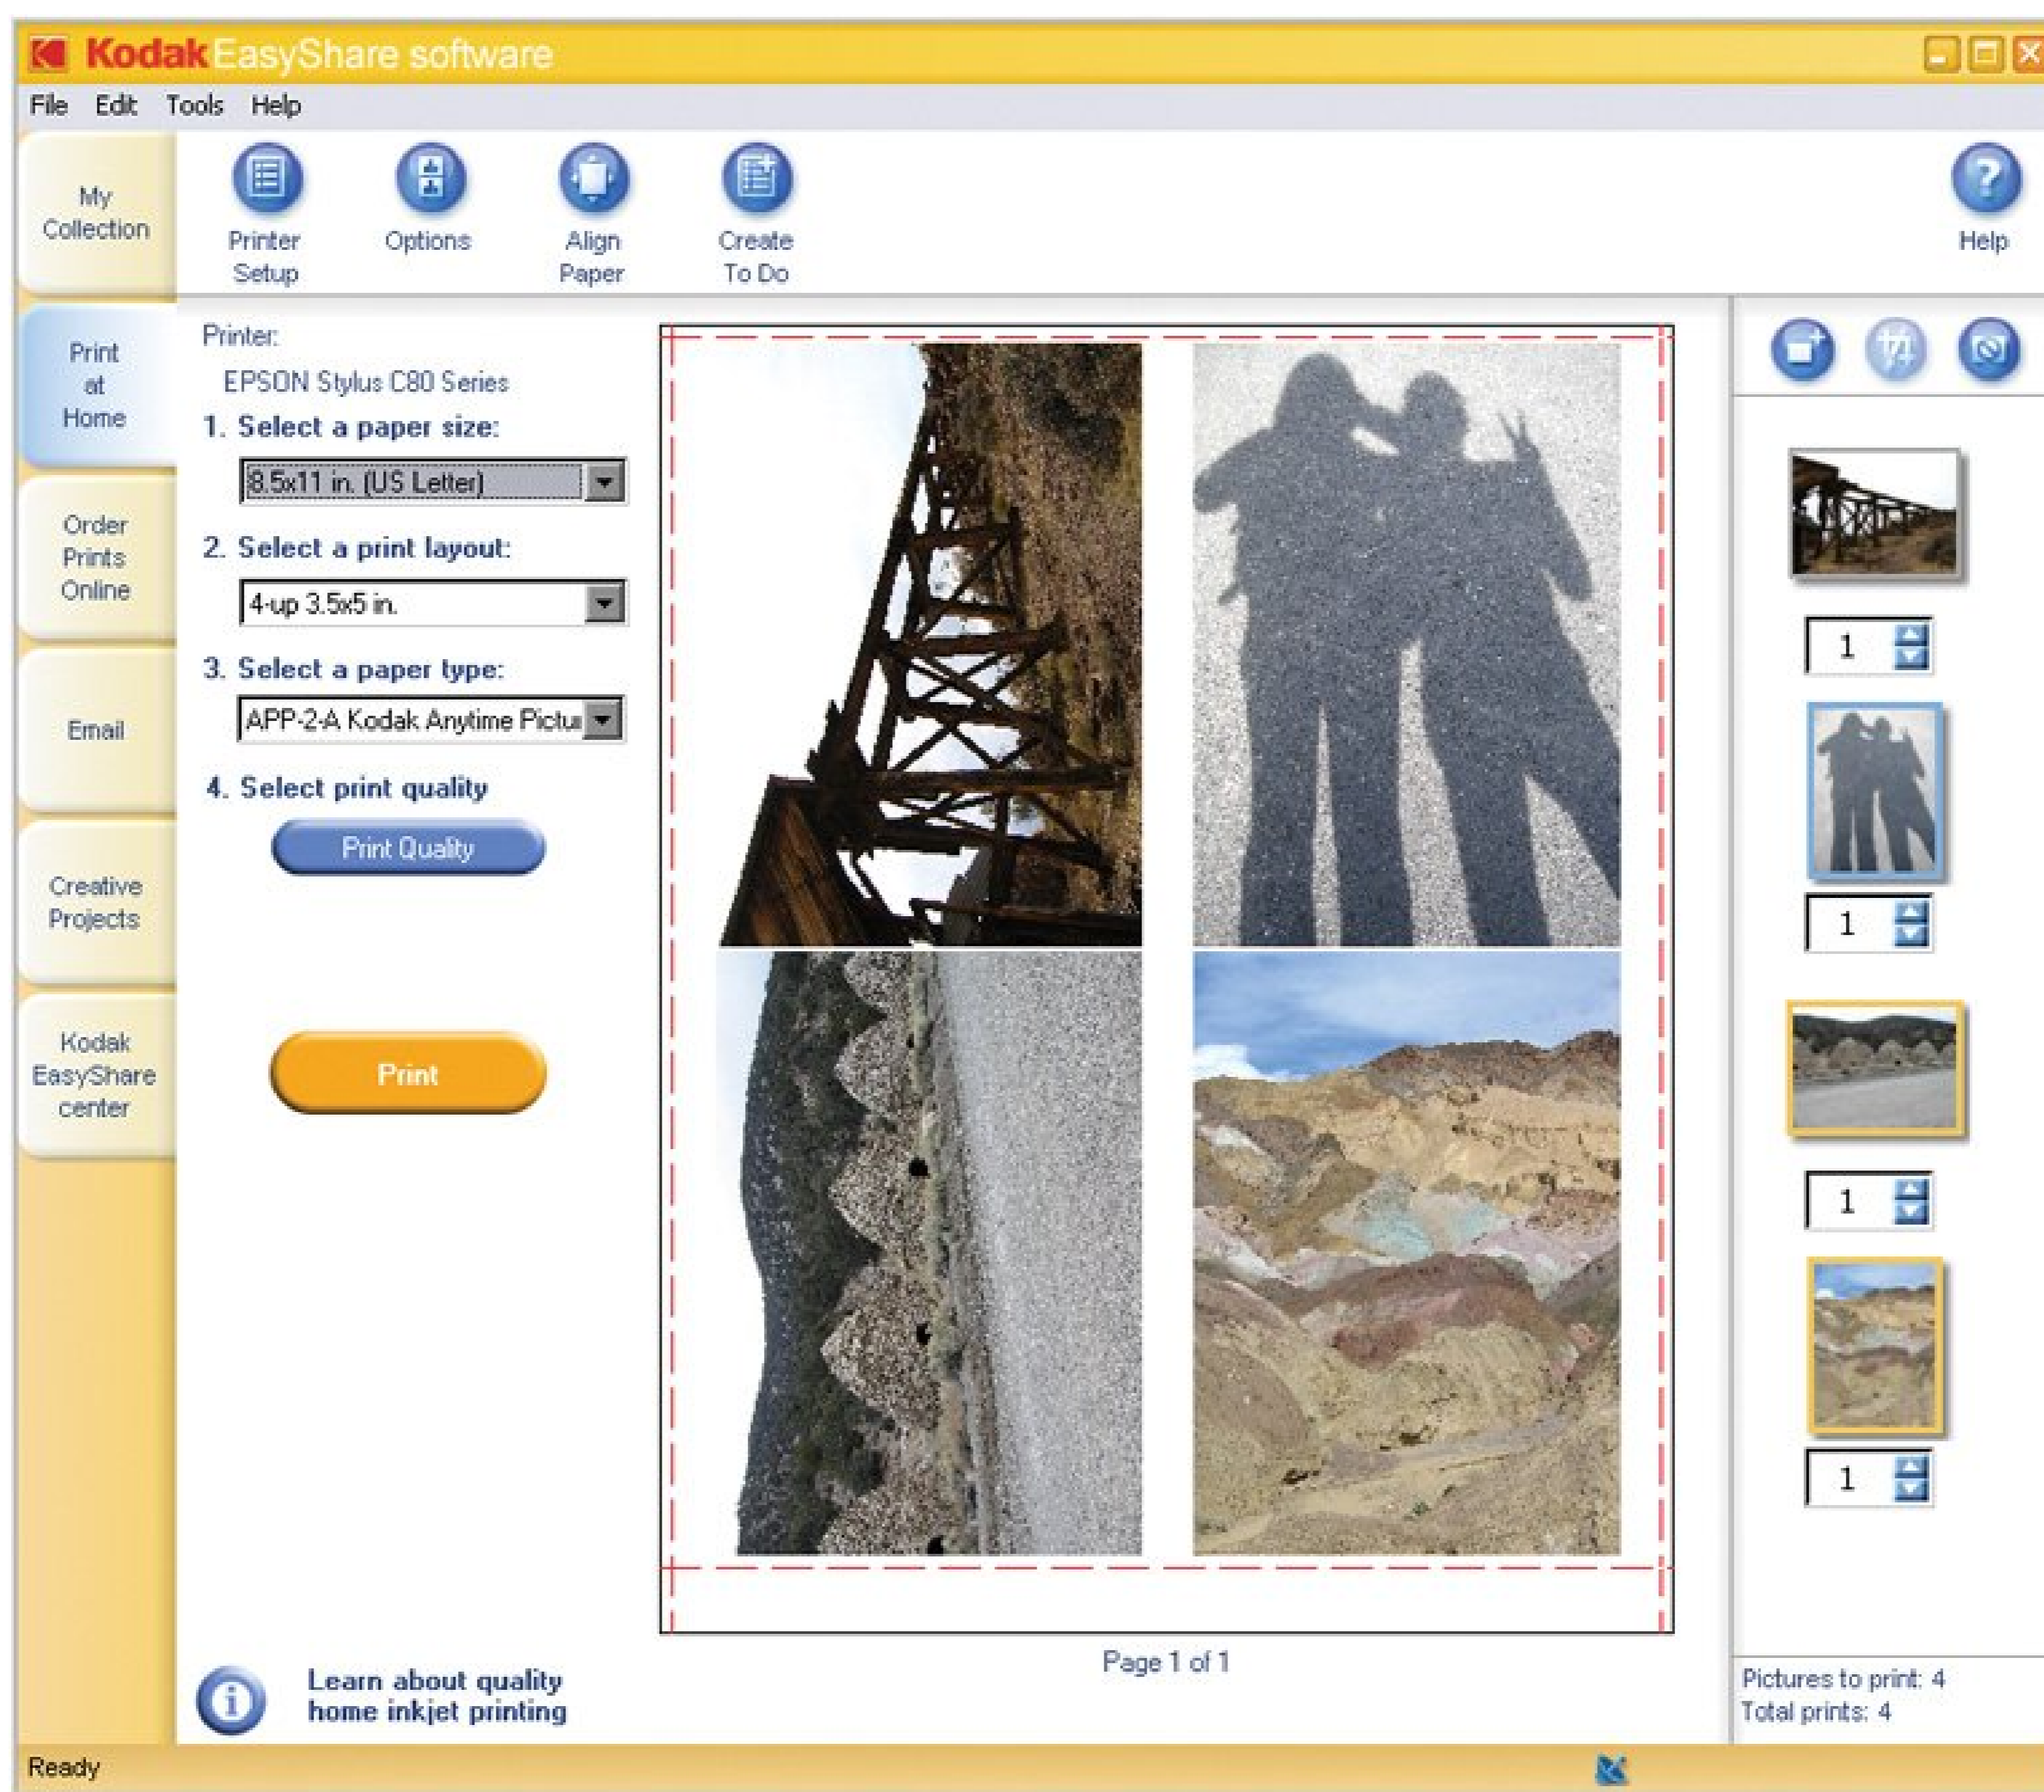 Kodak EasyShare software
File Edit Tools Help
My
Collection
Printer
Setup
Options
Align
Paper
Create
To Do
Help
Print
at
Home
Order
Prints
Online
Email
Creative
Projects
Kodak
EasyShare
center
Printer:
EPSON Stylus C80 Series
1. Select a paper size:
8.5x11 in. (US Letter)
2. Select a print layout:
4-up 3.5x5 in.
3. Select a paper type:
APP-2-A Kodak Anytime Pictu
4. Select print quality
Print Quality
Print
Learn about quality
home inkjet printing
Page 1 of 1
1
1
1
1
Pictures to print: 4
Total prints: 4
Ready